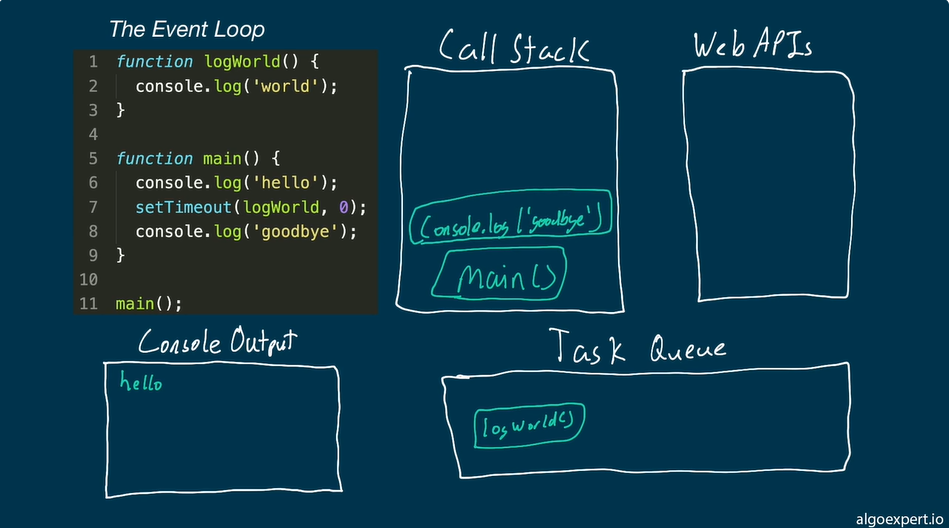 The Event Loop
1 function logWorld() {
2 console.log('world');
3 }
4
5 function main() {
6 console.log('hello');
7 setTimeout(logWorld, 0);
8 console.log('goodbye');
9 }
10
11 main();
Call Stack
Console.log('goodbye')
Main()
Web APIs
Console Output
hello
Task Queue
logWorld()
algoexpert.io